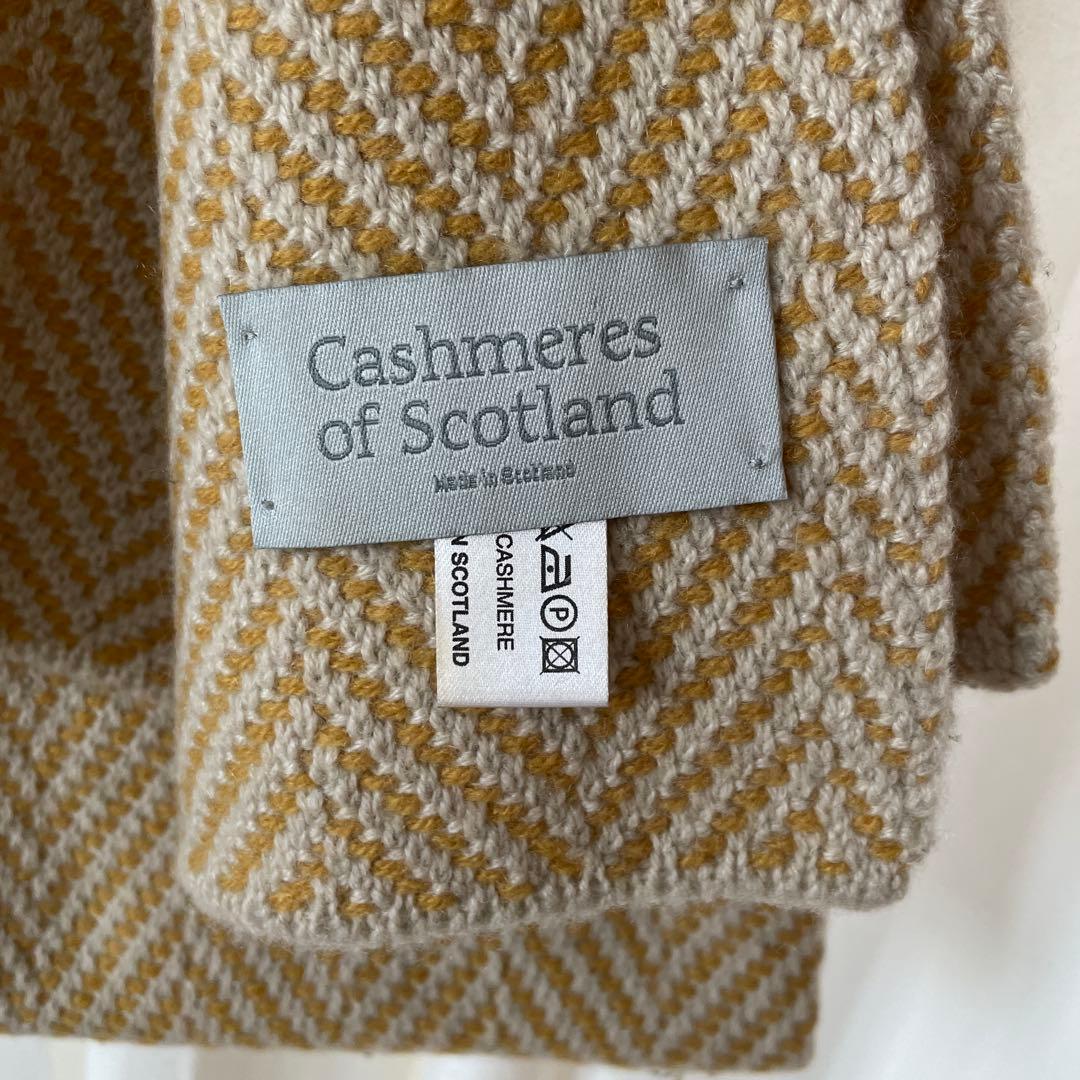 Cashmeres
of Scotland
Made in Scotland
CASHMERE
N SCOTLAND
P